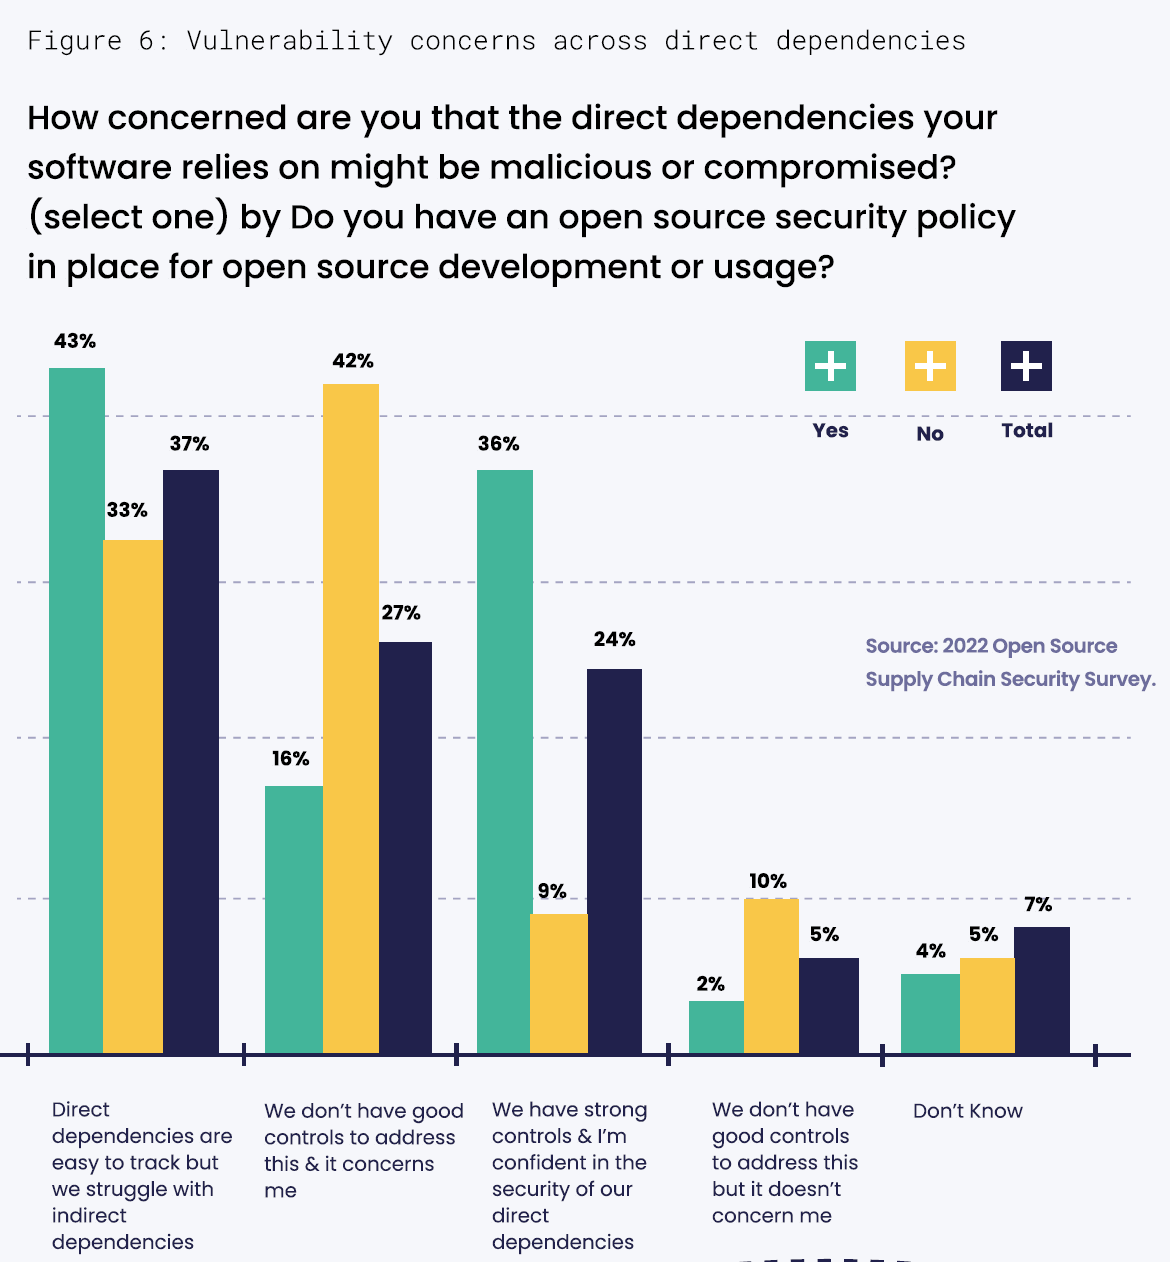 Figure 6: Vulnerability concerns across direct dependencies
How concerned are you that the direct dependencies your
software relies on might be malicious or compromised?
(select one) by Do you have an open source security policy
in place for open source development or usage?
43%
33%
37%
16%
42%
27%
36%
9%
24%
2%
10%
5%
4%
5%
7%
Yes
No
Total
Source: 2022 Open Source
Supply Chain Security Survey.
Direct
dependencies are
easy to track but
we struggle with
indirect
dependencies
We don't have good
controls to address
this & it concerns
me
We have strong
controls & I'm
confident in the
security of our
direct
dependencies
We don't have
good controls
to address this
but it doesn't
concern me
Don't Know